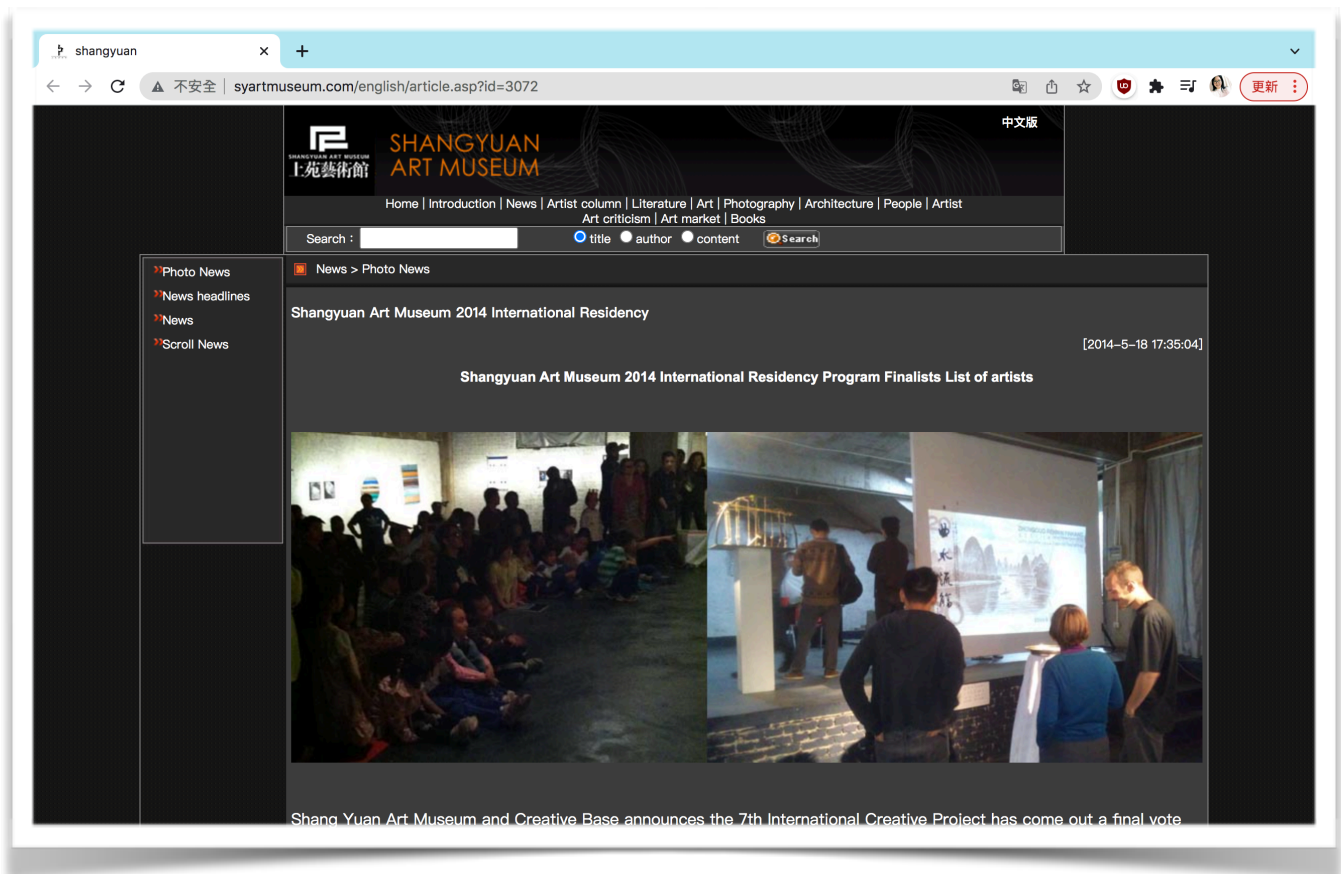 shangyuan
不安全 | syartmuseum.com/english/article.asp?id=3072
更新
中文版
SHANGYUAN ART MUSEUM
上苑藝術館
SHANGYUAN
ART MUSEUM
Home | Introduction | News | Artist column | Literature | Art | Photography | Architecture | People | Artist
Art criticism | Art market | Books
Search : title author content Search
Photo News
News headlines
News
Scroll News
News > Photo News
Shangyuan Art Museum 2014 International Residency
[2014-5-18 17:35:04]
Shangyuan Art Museum 2014 International Residency Program Finalists List of artists
Shang Yuan Art Museum and Creative Base announces the 7th International Creative Project has come out a final vote